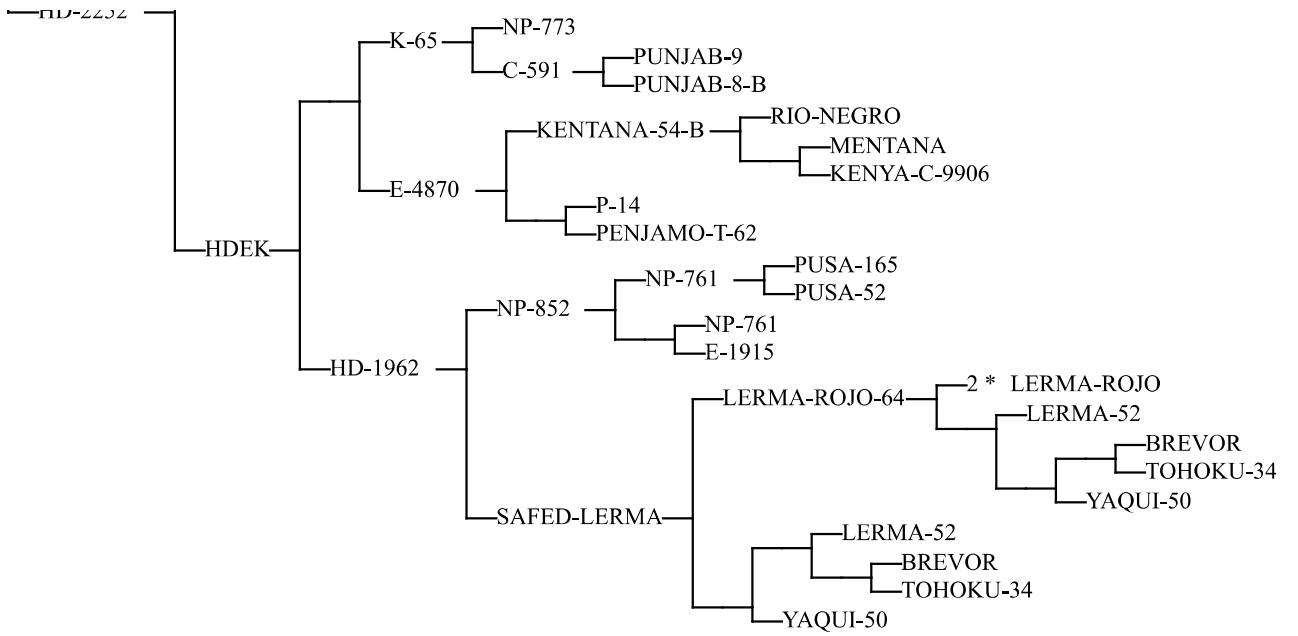 HD-2252
NP-773
K-65
PUNJAB-9
C-591
PUNJAB-8-B
RIO-NEGRO
KENTANA-54-B
MENTANA
KENYA-C-9906
E-4870
P-14
PENJAMO-T-62
HDEK
PUSA-165
NP-761
PUSA-52
NP-852
NP-761
E-1915
HD-1962
2 * LERMA-ROJO
LERMA-ROJO-64
LERMA-52
BREVOR
TOHOKU-34
YAQUI-50
SAFED-LERMA
LERMA-52
BREVOR
TOHOKU-34
YAQUI-50